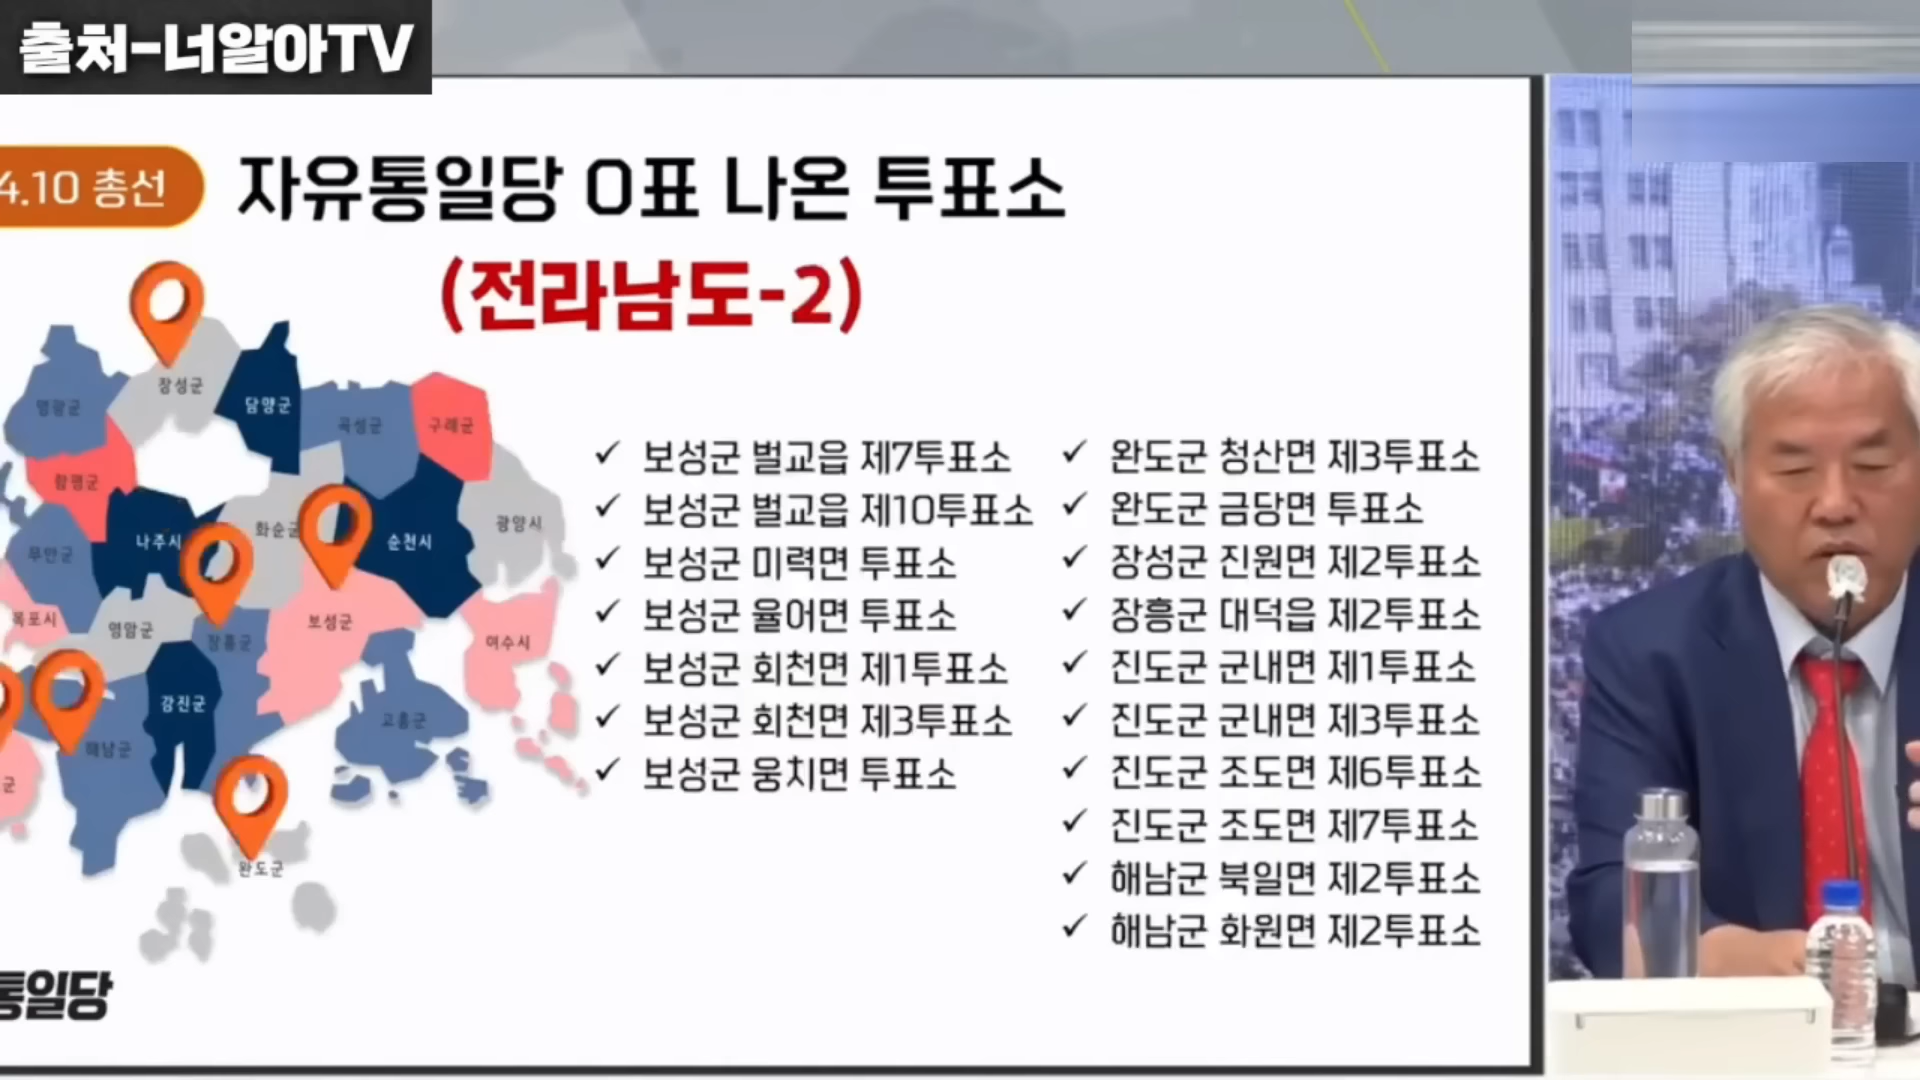 출처-너알아TV
4.10 총선
자유통일당 0표 나온 투표소
(전라남도-2)
장성군
담양군
영광군
곡성군
구례군
함평군
나주시
화순군
순천시
광양시
무안군
목포시
영암군
장흥군
보성군
여수시
강진군
고흥군
해남군
군
완도군
보성군 벌교읍 제7투표소
보성군 벌교읍 제10투표소
보성군 미력면 투표소
보성군 율어면 투표소
보성군 회천면 제1투표소
보성군 회천면 제3투표소
보성군 웅치면 투표소
완도군 청산면 제3투표소
완도군 금당면 투표소
장성군 진원면 제2투표소
장흥군 대덕읍 제2투표소
진도군 군내면 제1투표소
진도군 군내면 제3투표소
진도군 조도면 제6투표소
진도군 조도면 제7투표소
해남군 북일면 제2투표소
해남군 화원면 제2투표소
통일당